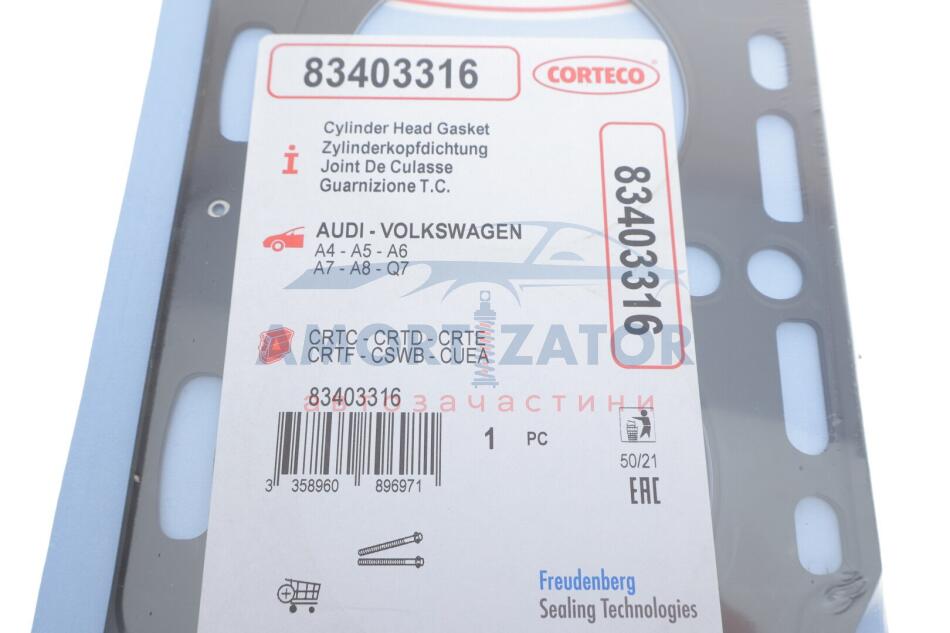 83403316
CORTECO
Cylinder Head Gasket
Zylinderkopfdichtung
Joint De Culasse
Guarnizione T.C.
83403316
AUDI - VOLKSWAGEN
A4 - A5 - A6
A7 - A8 - Q7
AMORTIZATOR
CRTC - CRTD - CRTE
CRTF - CSWB - CUEA
83403316
автозачастини
1 PC
3 358960 896971
50/21
EAC
Freudenberg
Sealing Technologies